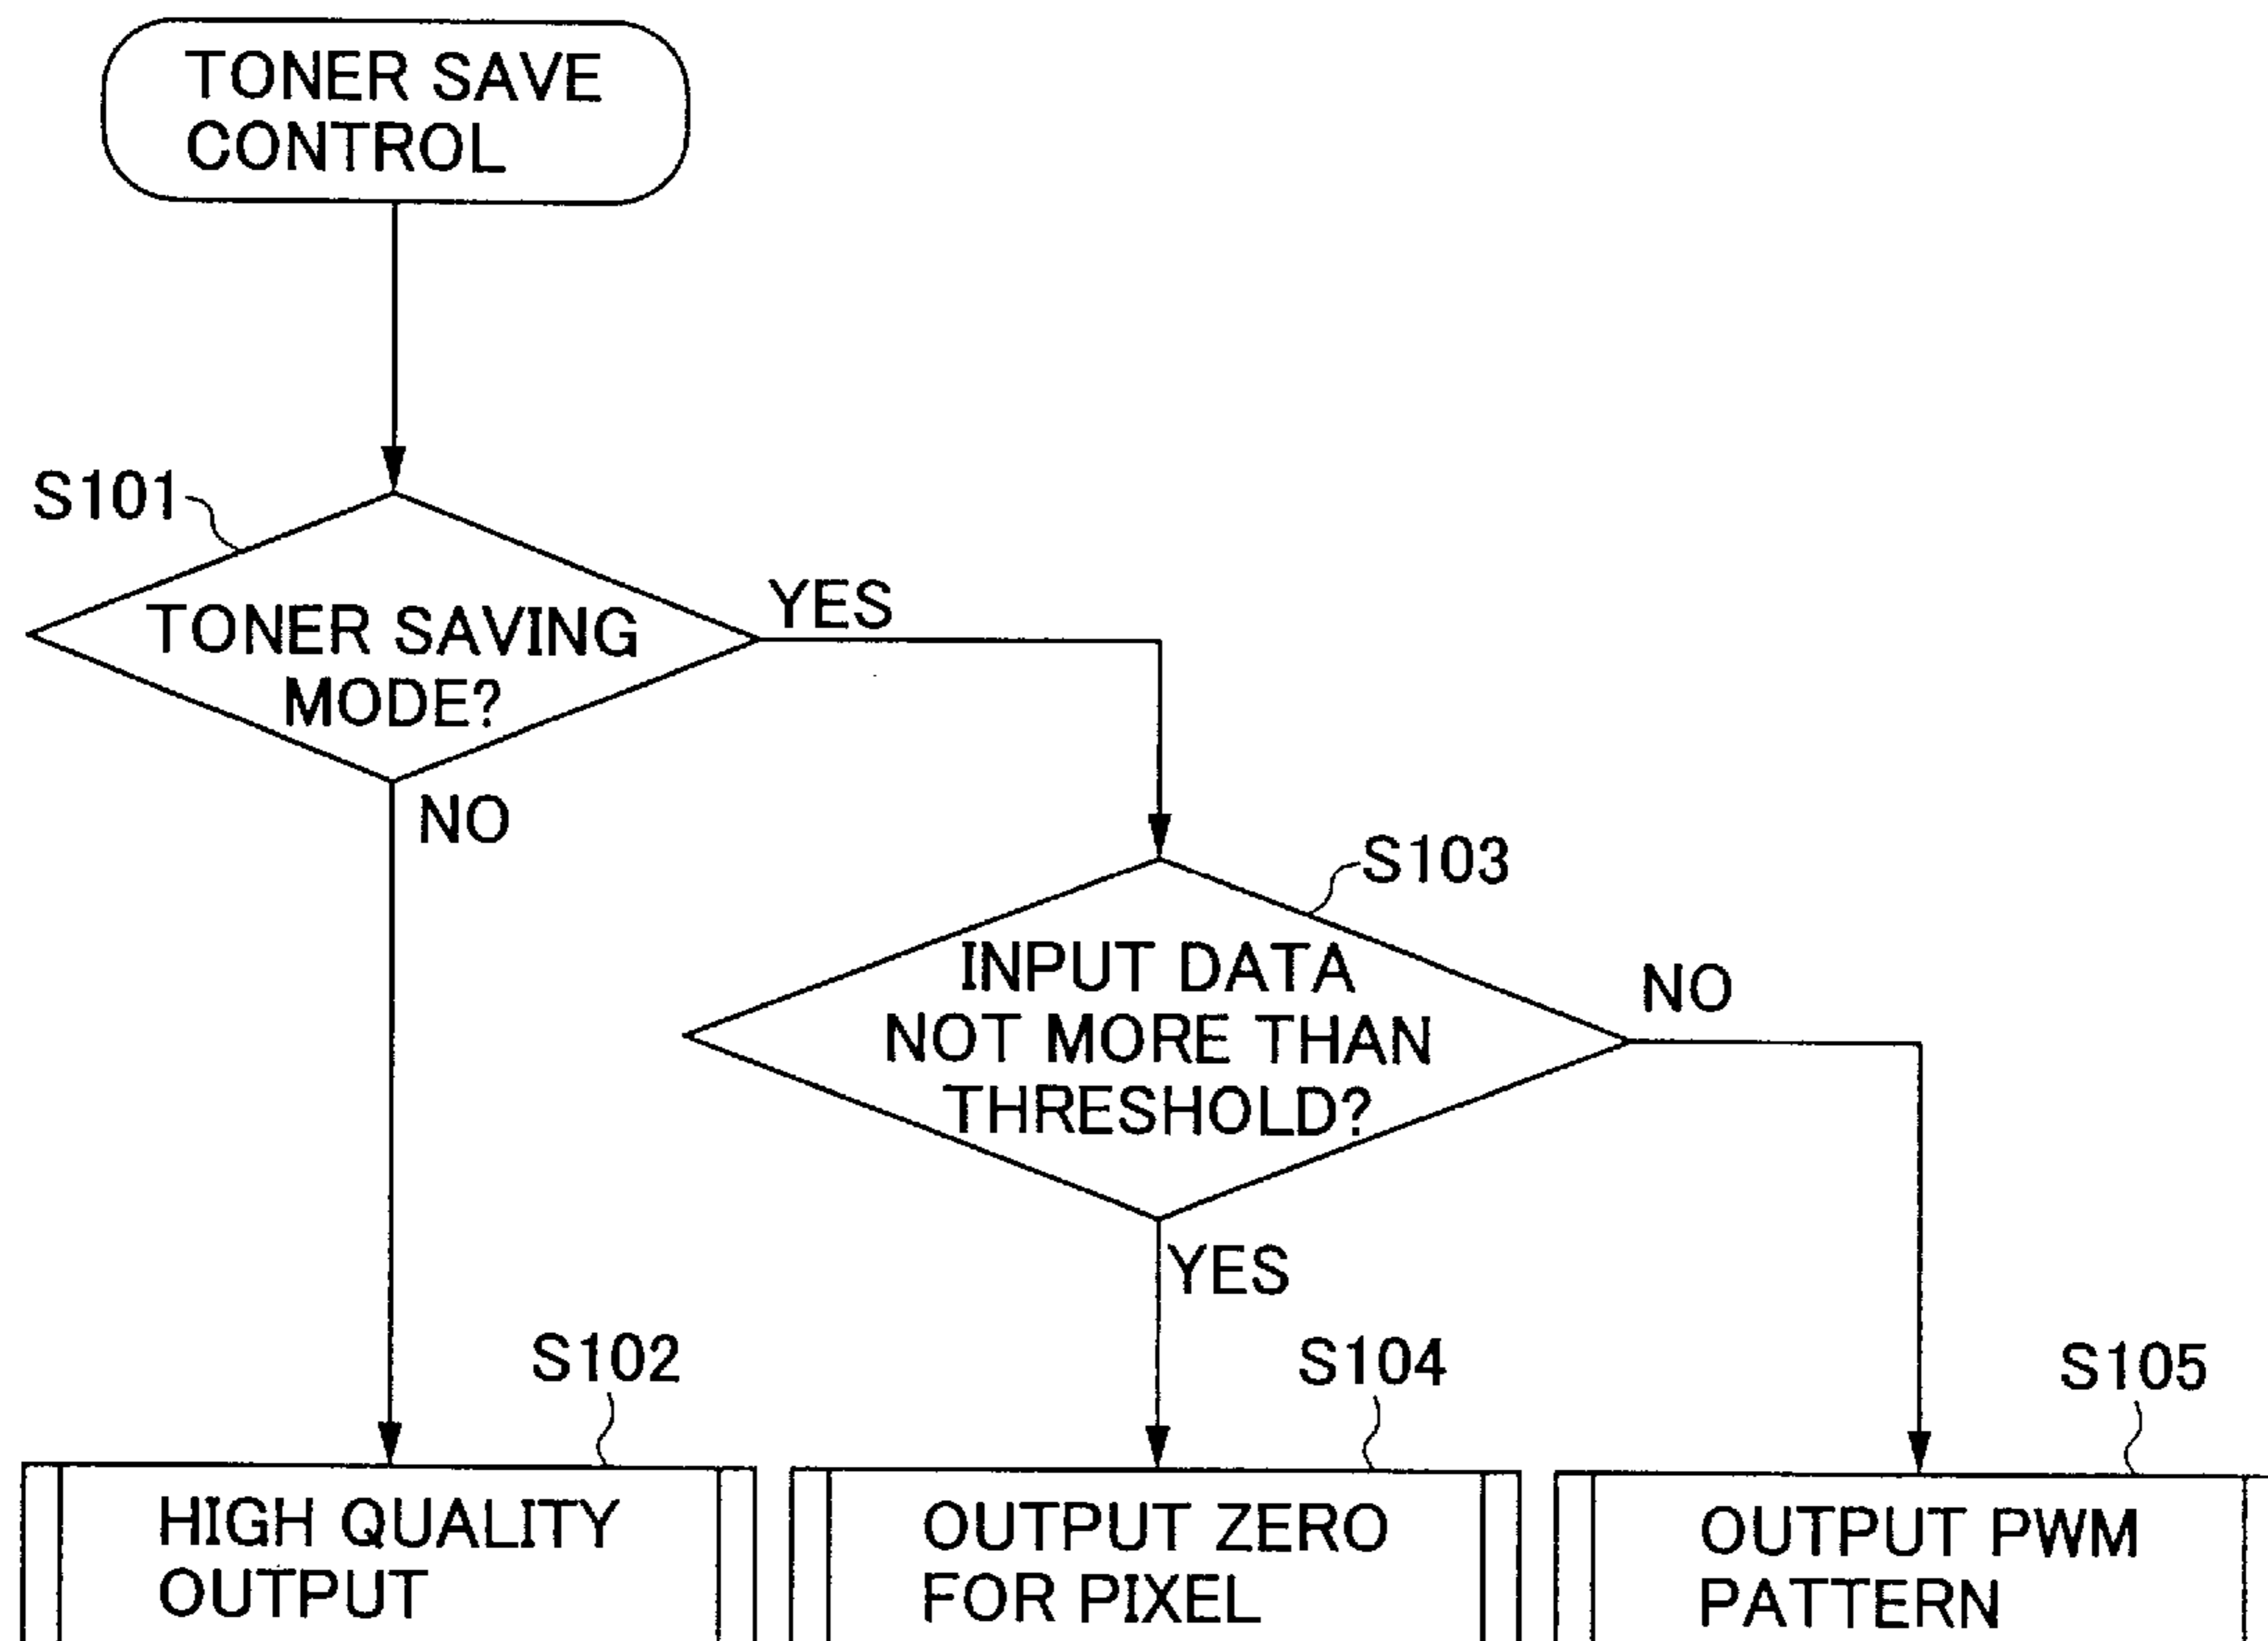 TONER SAVE
CONTROL
S101
TONER SAVING
MODE?
YES
NO
S103
INPUT DATA
NOT MORE THAN
THRESHOLD?
NO
YES
S102
HIGH QUALITY
OUTPUT
S104
OUTPUT ZERO
FOR PIXEL
S105
OUTPUT PWM
PATTERN